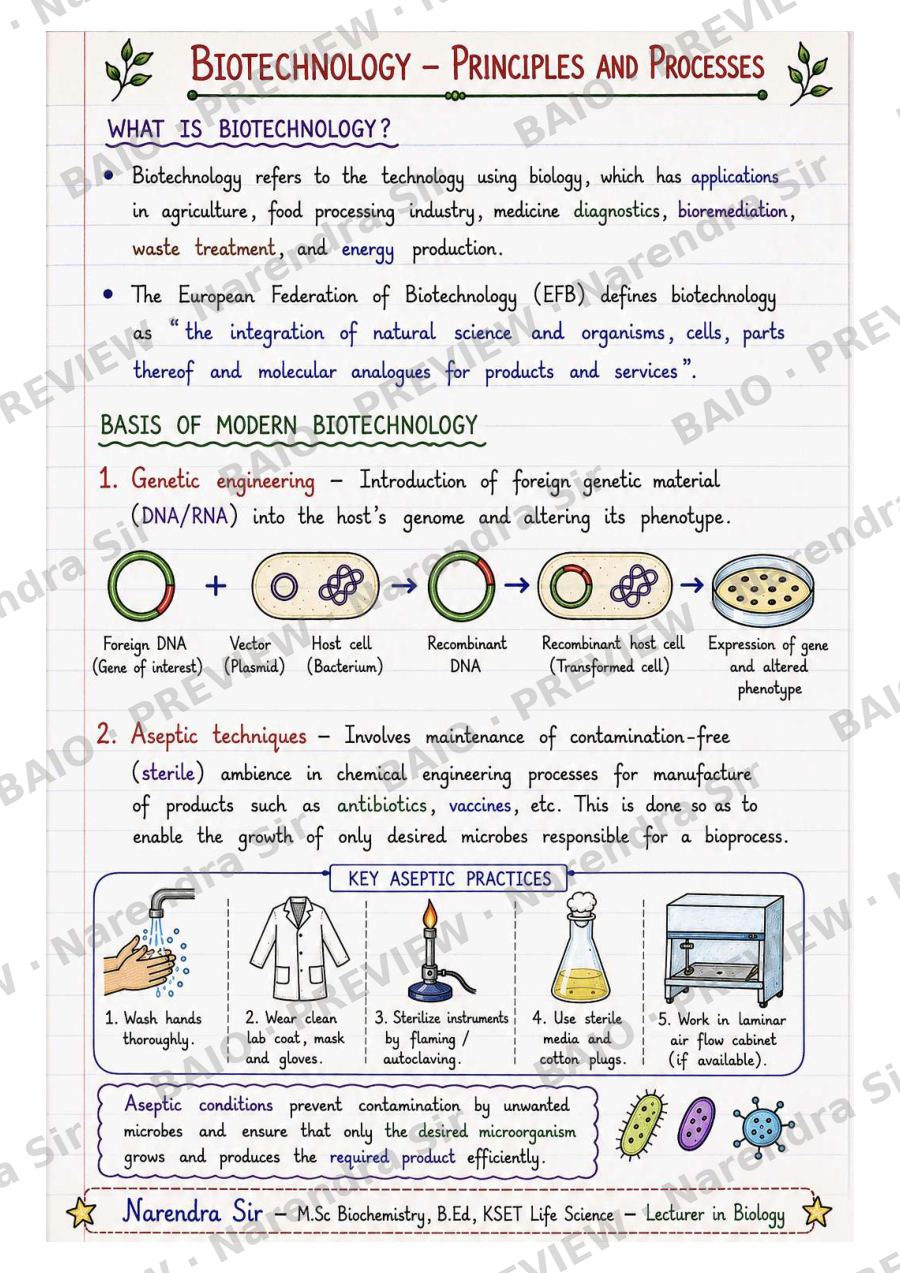 Biotechnology – Principles and Processes
WHAT IS BIOTECHNOLOGY?
• Biotechnology refers to the technology using biology, which has applications
in agriculture, food processing industry, medicine diagnostics, bioremediation,
waste treatment, and energy production.
• The European Federation of Biotechnology (EFB) defines biotechnology
as “the integration of natural science and organisms, cells, parts
thereof and molecular analogues for products and services”.
BASIS OF MODERN BIOTECHNOLOGY
1. Genetic engineering – Introduction of foreign genetic material
(DNA/RNA) into the host's genome and altering its phenotype.
+
Foreign DNA
(Gene of interest)
Vector
(Plasmid)
Host cell
(Bacterium)
Recombinant
DNA
Recombinant host cell
(Transformed cell)
Expression of gene
and altered
phenotype
2. Aseptic techniques – Involves maintenance of contamination-free
(sterile) ambience in chemical engineering processes for manufacture
of products such as antibiotics, vaccines, etc. This is done so as to
enable the growth of only desired microbes responsible for a bioprocess.
KEY ASEPTIC PRACTICES
1. Wash hands
thoroughly.
2. Wear clean
lab coat, mask
and gloves.
3. Sterilize instruments
by flaming /
autoclaving.
4. Use sterile
media and
cotton plugs.
5. Work in laminar
air flow cabinet
(if available).
Aseptic conditions prevent contamination by unwanted
microbes and ensure that only the desired microorganism
grows and produces the required product efficiently.
Narendra Sir – M.Sc Biochemistry, B.Ed, KSET Life Science – Lecturer in Biology
BAIO · PREVIEW · Narendra Sir